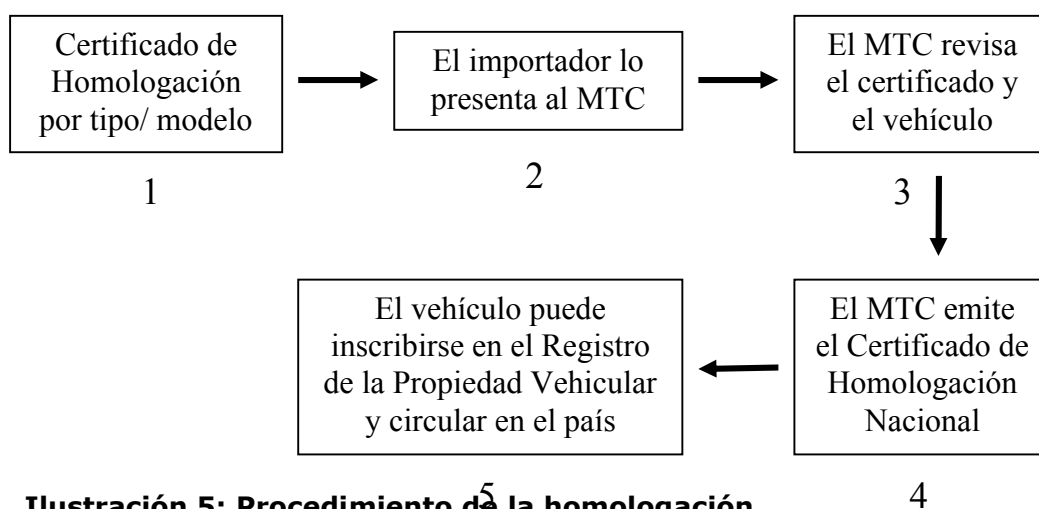 Certificado de
Homologación
por tipo/ modelo
1
El importador lo
presenta al MTC
2
El MTC revisa
el certificado y
el vehículo
3
El MTC emite
el Certificado de
Homologación
Nacional
4
El vehículo puede
inscribirse en el Registro
de la Propiedad Vehicular
y circular en el país
5
Ilustración 5: Procedimiento de la homologación